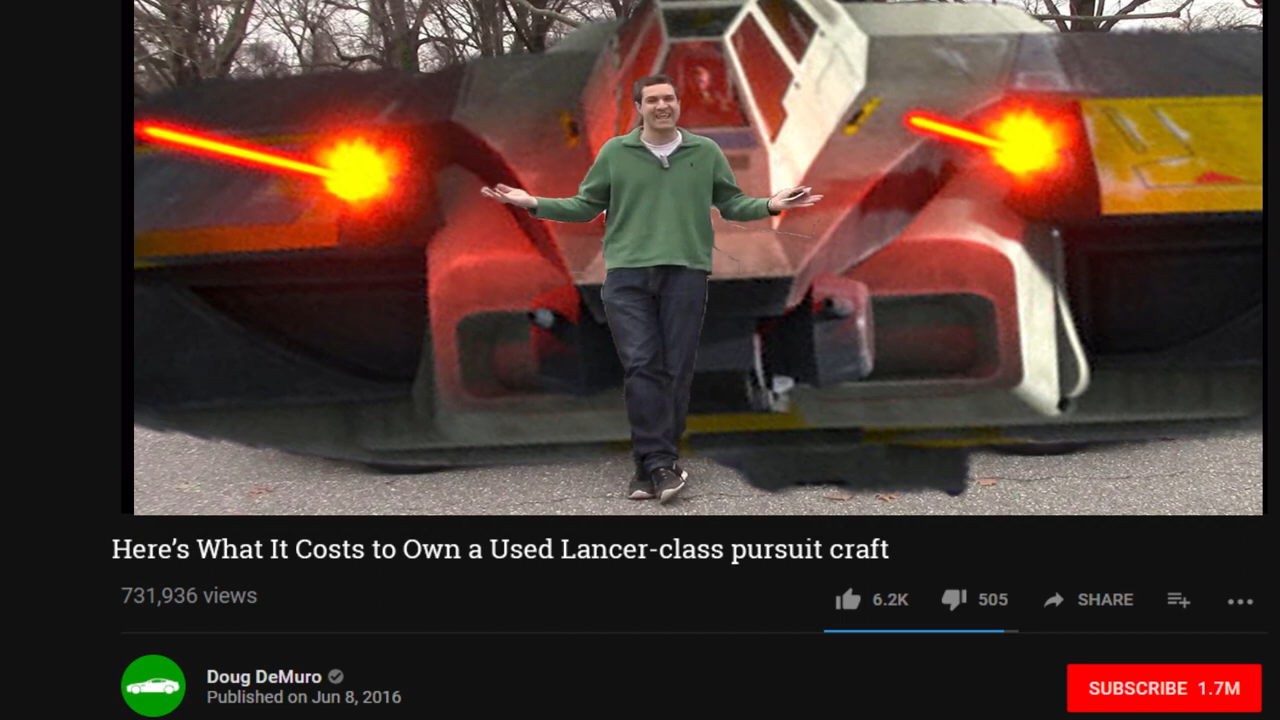 Here’s What It Costs to Own a Used Lancer-class pursuit craft
731,936 views
6.2K 505 SHARE
Doug DeMuro
Published on Jun 8, 2016
SUBSCRIBE 1.7M